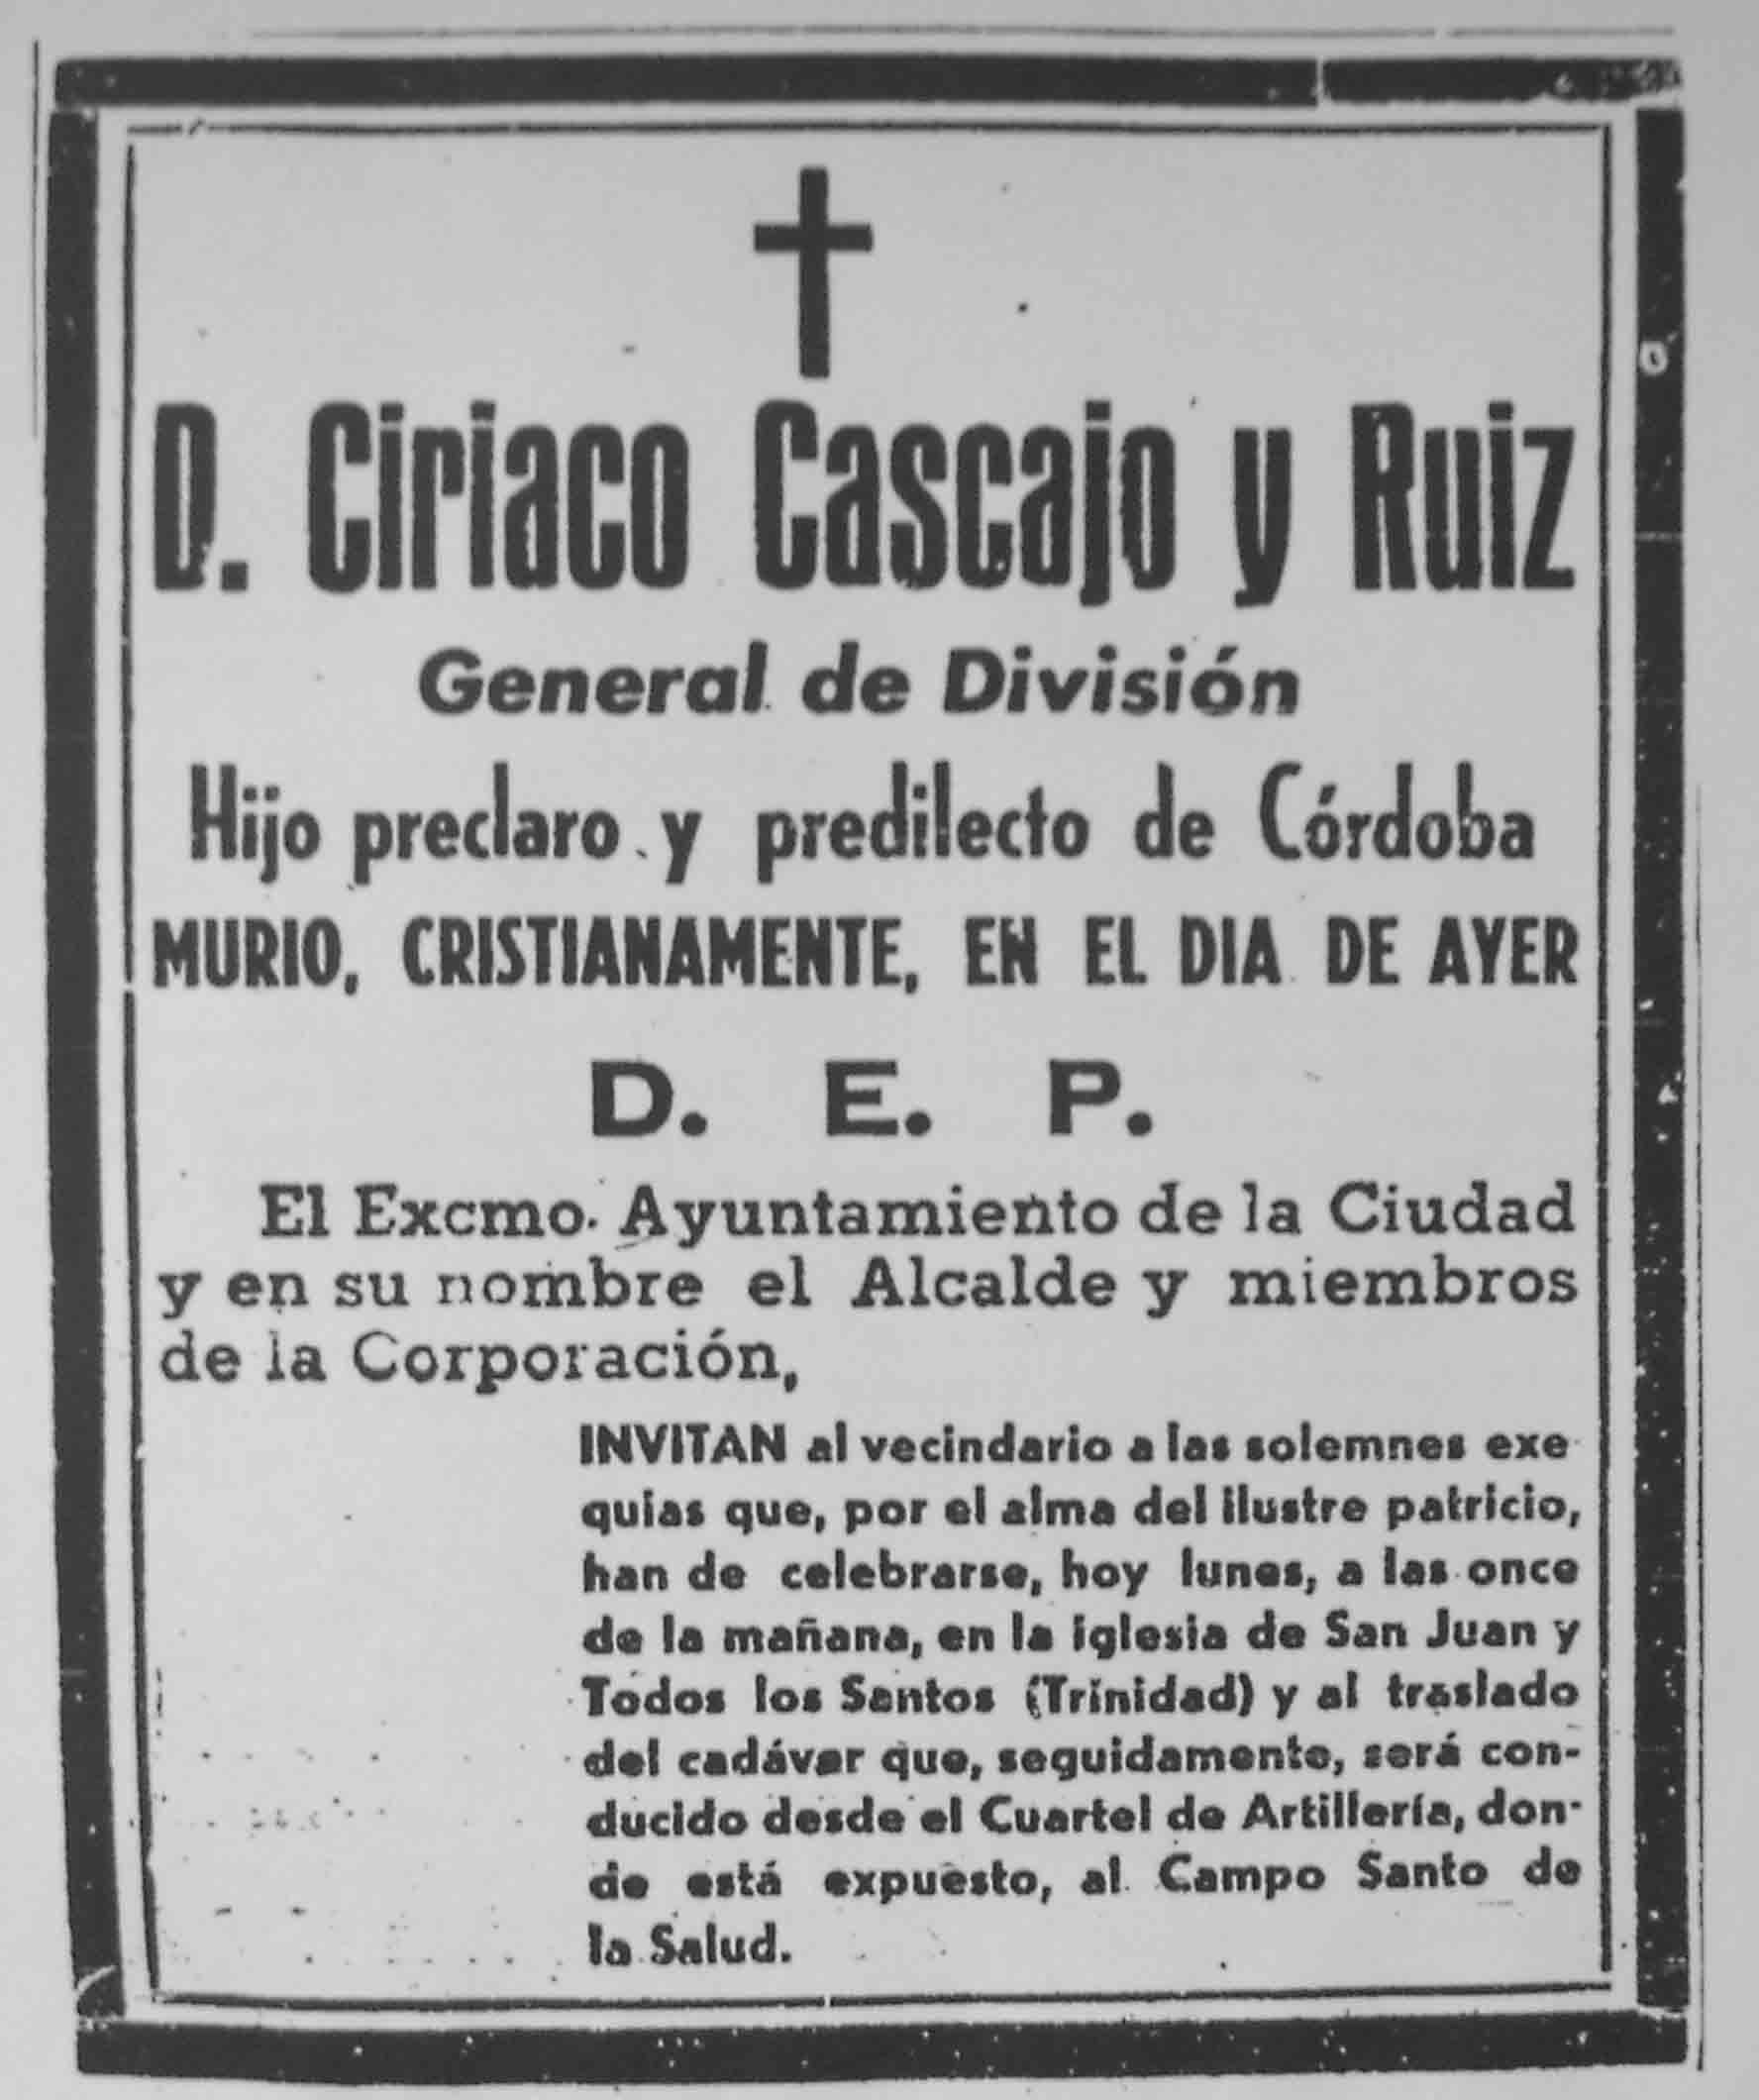 D. Ciriaco Cascajo y Ruiz
General de División
Hijo preclaro y predilecto de Córdoba
MURIO, CRISTIANAMENTE, EN EL DIA DE AYER
D. E. P.
El Excmo. Ayuntamiento de la Ciudad
y en su nombre el Alcalde y miembros
de la Corporación,
INVITAN al vecindario a las solemnes exe-
quias que, por el alma del ilustre patricio,
han de celebrarse, hoy lunes, a las once
de la mañana, en la iglesia de San Juan y
Todos los Santos (Trinidad) y al traslado
del cadáver que, seguidamente, será con-
ducido desde el Cuartel de Artillería, don-
de está expuesto, al Campo Santo de
la Salud.